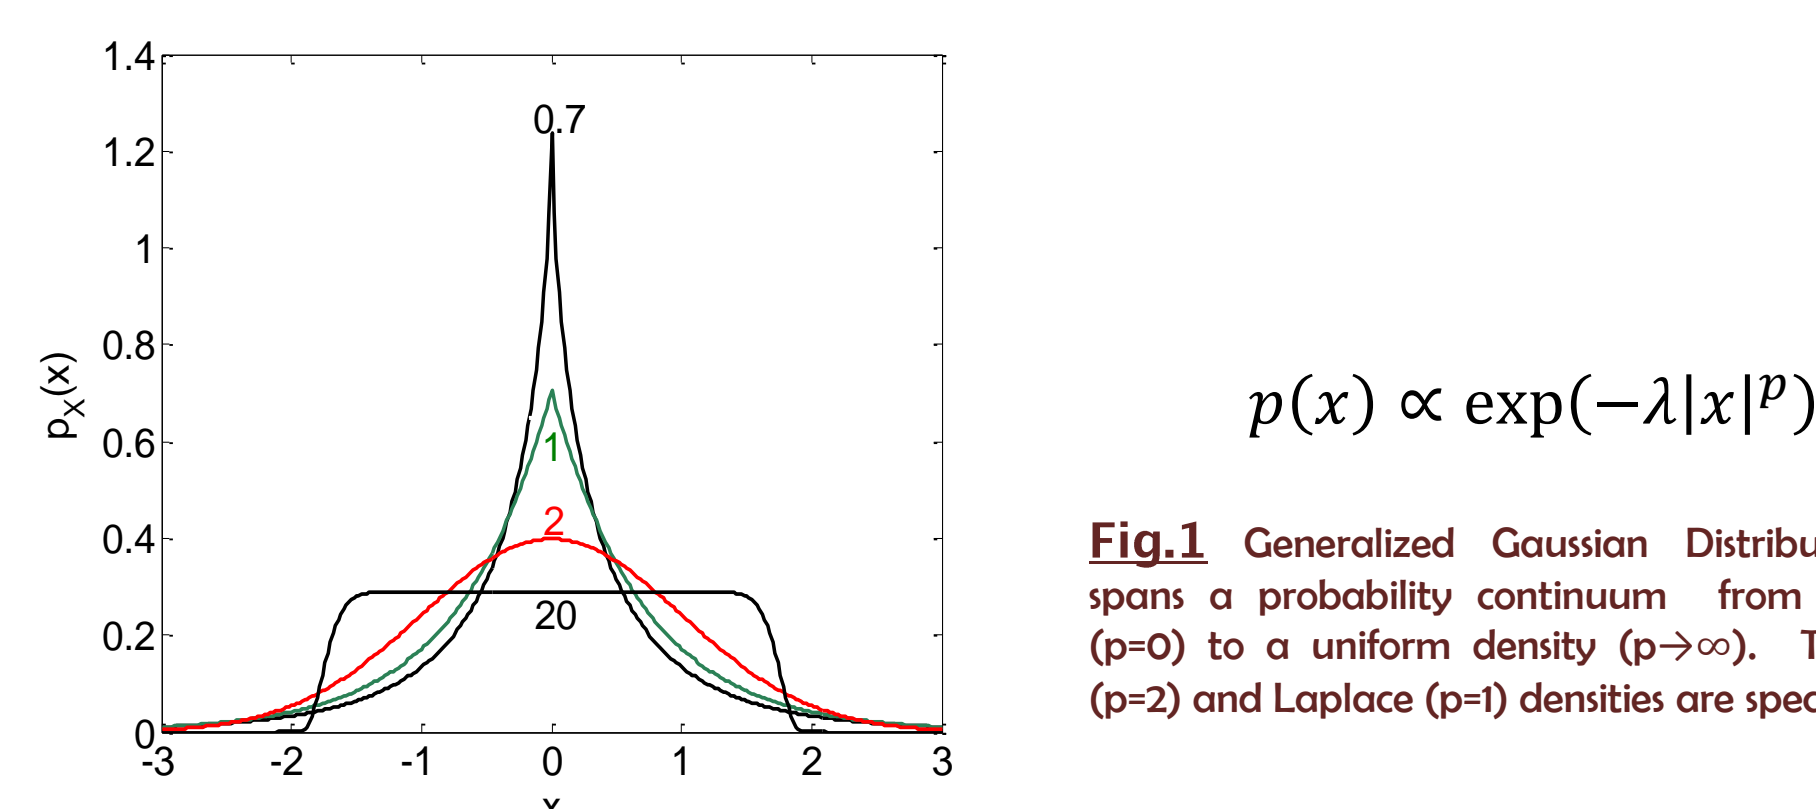 1.4
1.2
1
0.8
0.6
0.4
0.2
0
-3 -2 -1 0 1 2 3
p_X(x)
x
0.7
1
2
20
p(x) ∝ exp(−λ|x|^p)
Fig.1 Generalized Gaussian
spans a probability continuum from
(p=0) to a uniform density (p→∞).
(p=2) and Laplace (p=1) densities are